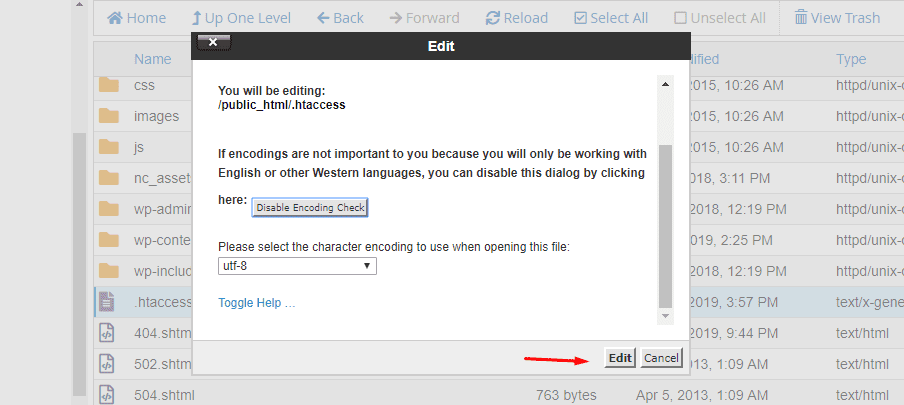 Home Up One Level Back Forward Reload Select All Unselect All View Trash
Edit
Name dified Type
css 2015, 10:26 AM httpd/unix-d
images 2015, 10:26 AM httpd/unix-d
js 2015, 10:26 AM httpd/unix-d
nc_asset 2018, 3:11 PM httpd/unix-d
wp-admin 2018, 12:19 PM httpd/unix-d
wp-conte 2019, 2:25 PM httpd/unix-d
wp-includ 2018, 12:19 PM httpd/unix-d
.htaccess 2019, 3:57 PM text/x-gene
404.shtm 2019, 9:44 PM text/html
502.shtm 013, 1:09 AM text/html
504.shtml 763 bytes Apr 5, 2013, 1:09 AM text/html
You will be editing:
/public_html/.htaccess
If encodings are not important to you because you will only be working with
English or other Western languages, you can disable this dialog by clicking
here: Disable Encoding Check
Please select the character encoding to use when opening this file:
utf-8
Toggle Help ...
Edit Cancel